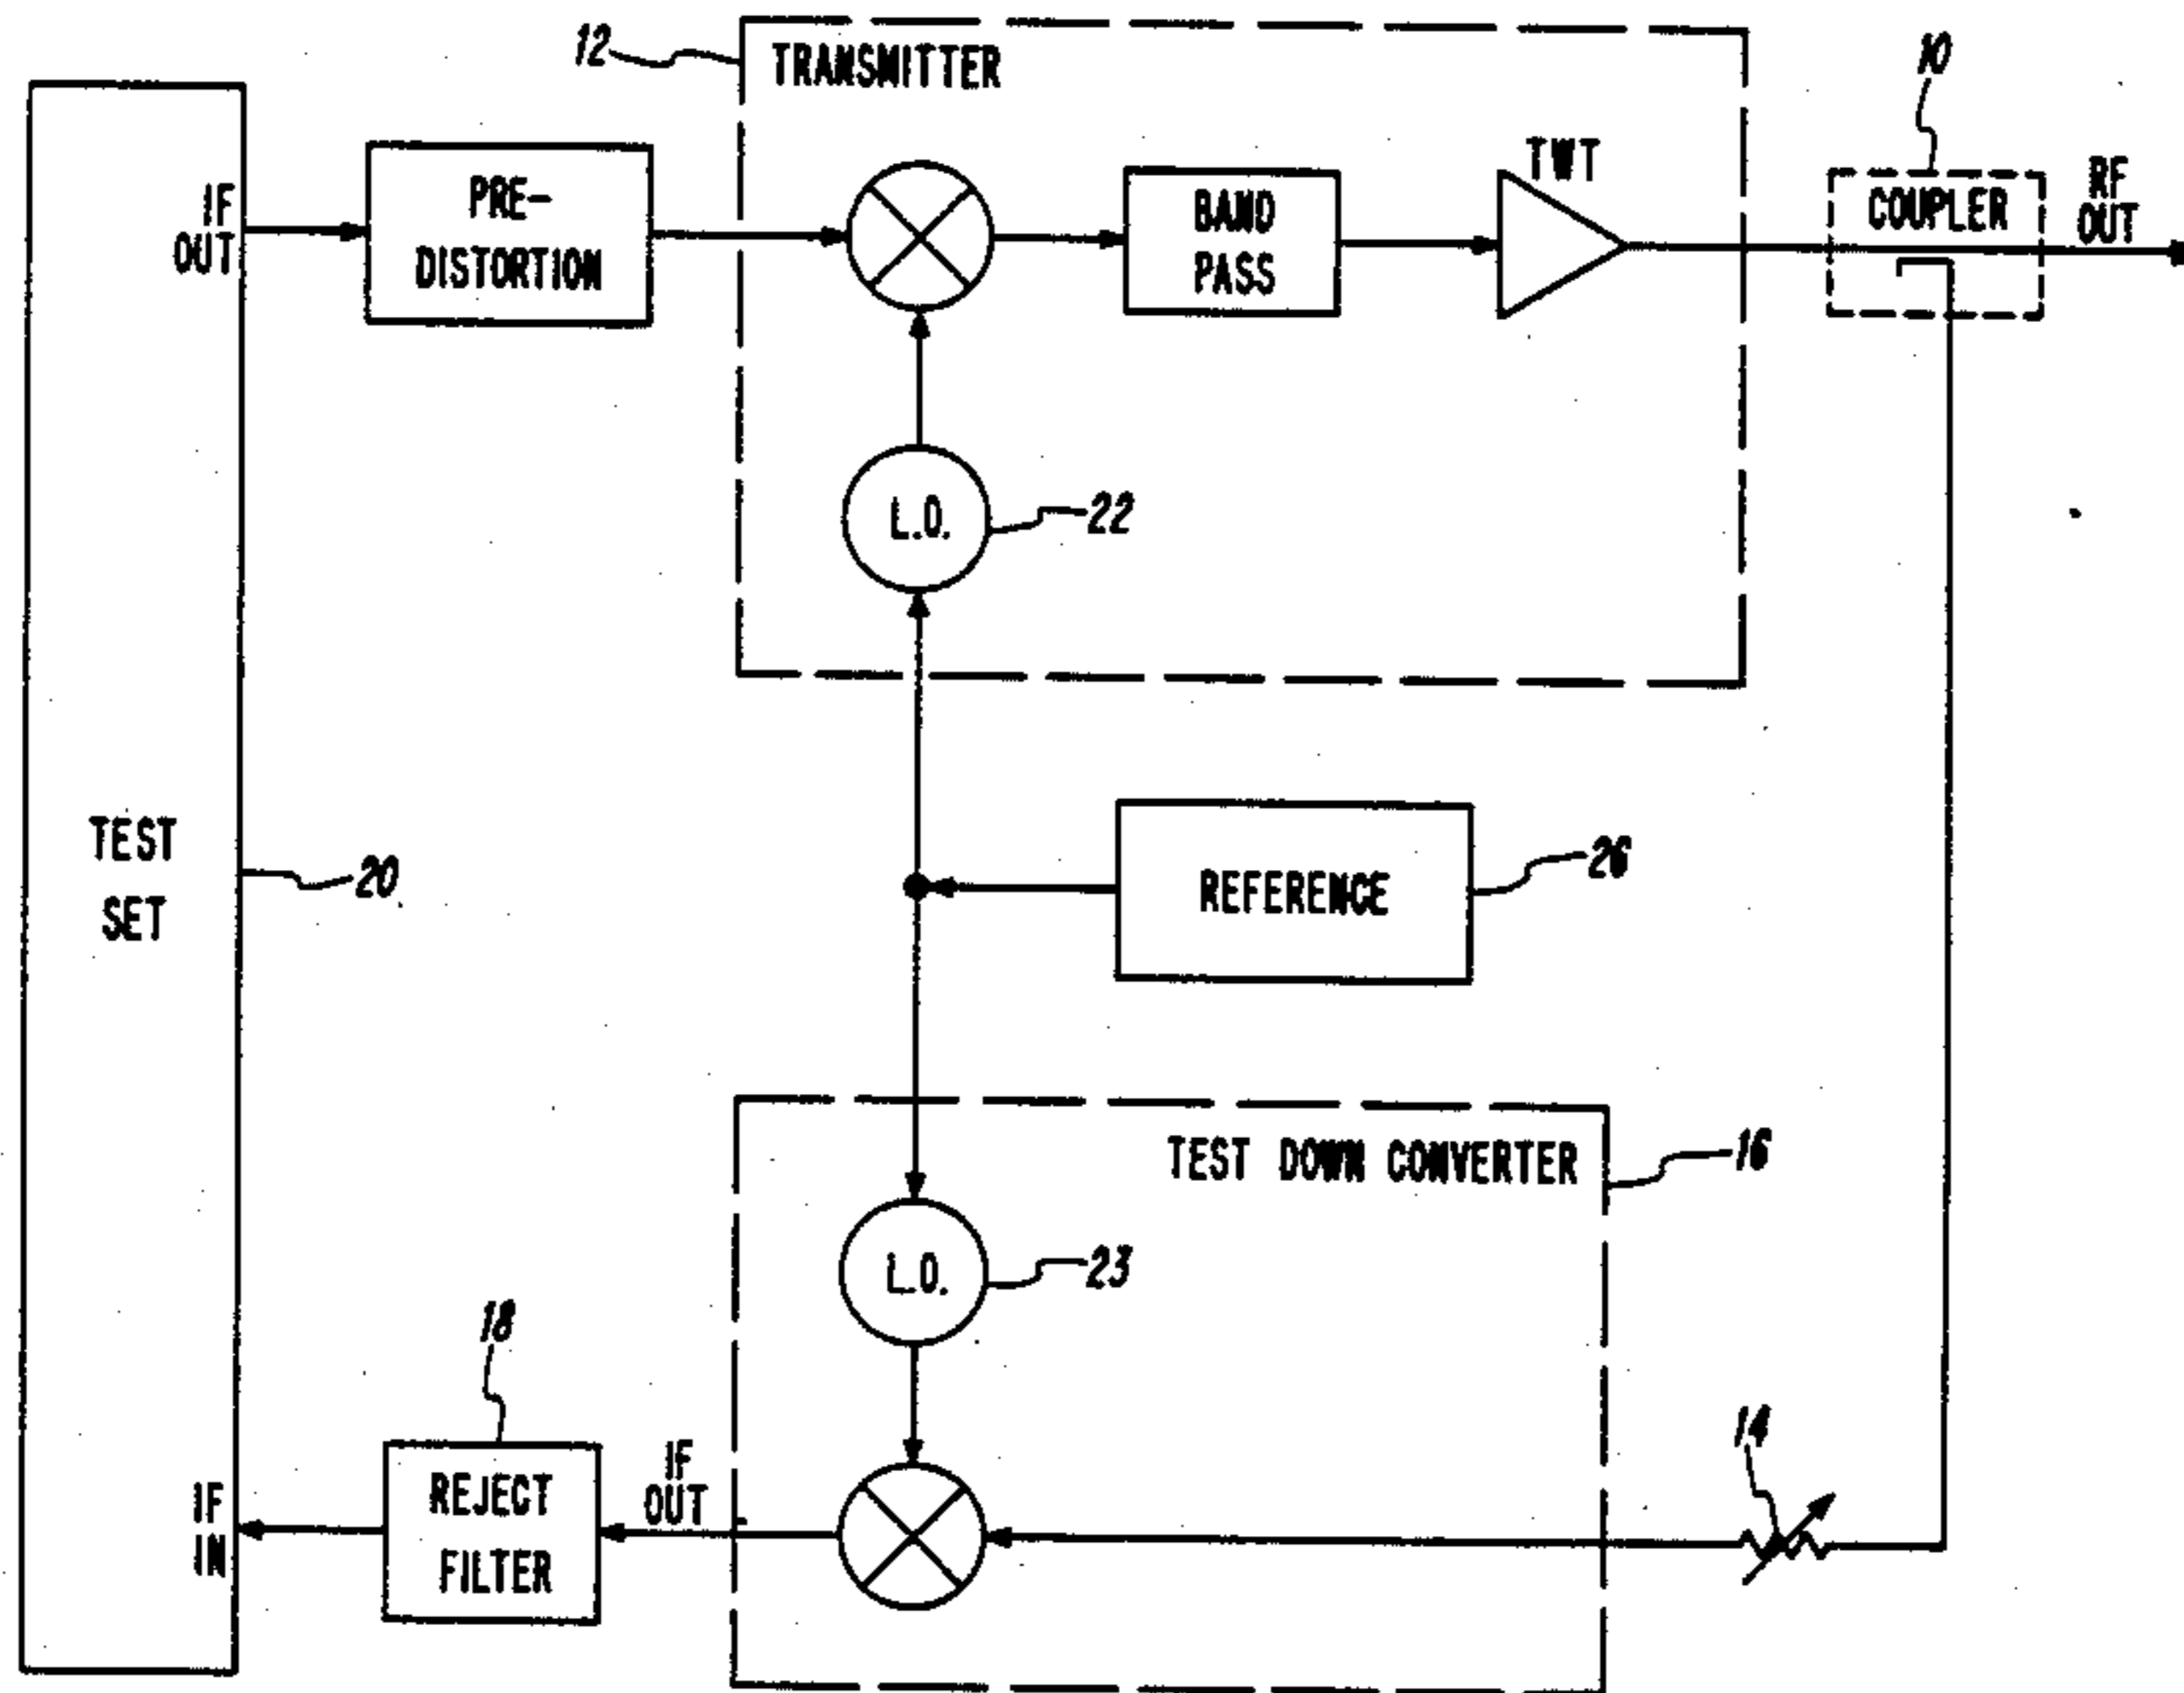 12
TRANSMITTER
10
TWT
IF
OUT
PRE-
DISTORTION
BAND
PASS
COUPLER
RF
OUT
L.O.
22
TEST
SET
20
REFERENCE
26
TEST DOWN CONVERTER
16
L.O.
23
18
14
IF
IN
REJECT
FILTER
IF
OUT